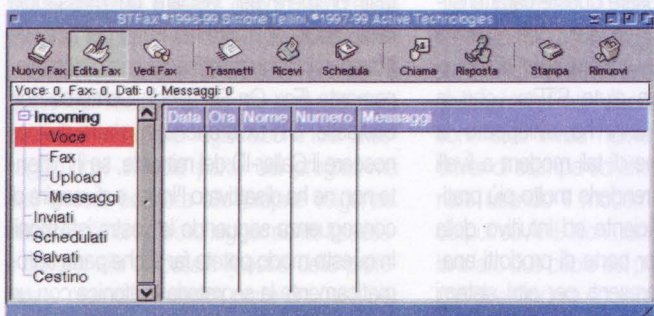 STFax ©1996-99 Simone Tellini, ©1997-99 Active Technologies
Nuovo Fax Edita Fax Vedi Fax Trasmetti Ricevi Schedula Chiama Risposta Stampa Rimuovi
Voce: 0, Fax: 0, Dati: 0, Messaggi: 0
Incoming Data Ora Nome Numero Messaggi
Voce
Fax
Upload
Messaggi
Inviati
Schedulati
Salvati
Cestino